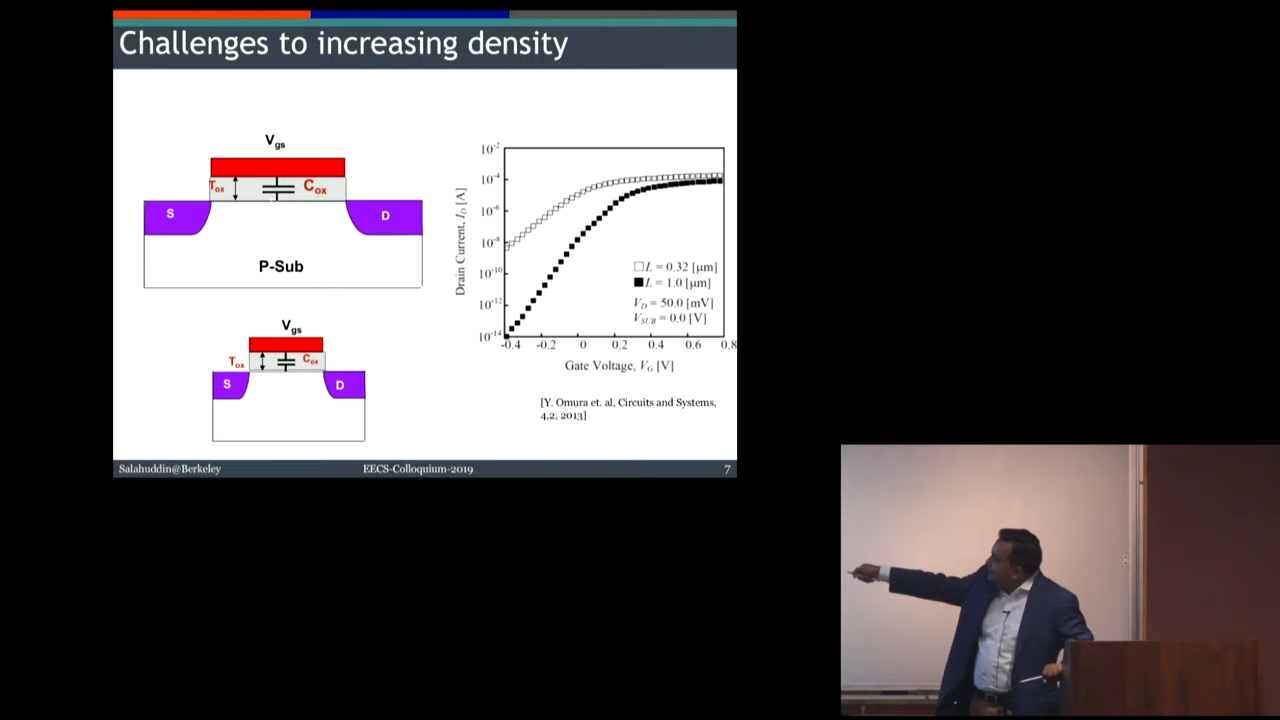 Challenges to increasing density
Vgs
Tox
Cox
S
D
P-Sub
Vgs
Tox
Cox
S
D
Drain Current, ID [A]
10-2
10-4
10-6
10-8
10-10
10-12
10-14
-0.4 -0.2 0 0.2 0.4 0.6 0.8
Gate Voltage, VG [V]
L = 0.32 [μm]
L = 1.0 [μm]
VD = 50.0 [mV]
VSUB = 0.0 [V]
[Y. Omura et. al, Circuits and Systems,
4,2, 2013]
Salahuddin@Berkeley EECS-Colloquium-2019 7